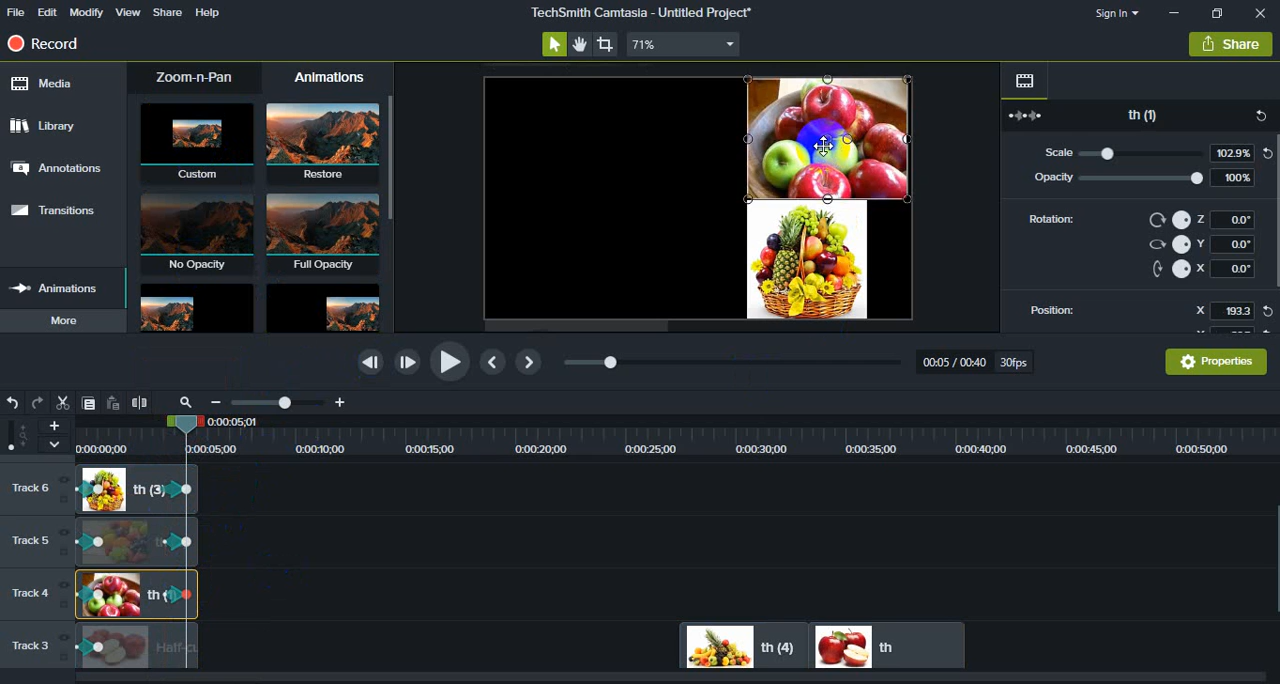 File Edit Modify View Share Help
TechSmith Camtasia - Untitled Project*
Sign In
Record
71%
Share
Media
Library
Annotations
Transitions
Animations
More
Zoom-n-Pan Animations
Custom Restore
No Opacity Full Opacity
th (1)
Scale 102.9%
Opacity 100%
Rotation: Z 0.0°
Y 0.0°
X 0.0°
Position: X 193.3
00:05 / 00:40 30fps
Properties
0:00:05;01
0:00:00;00 0:00:05;00 0:00:10;00 0:00:15;00 0:00:20;00 0:00:25;00 0:00:30;00 0:00:35;00 0:00:40;00 0:00:45;00 0:00:50;00
Track 6 th (3)
Track 5
Track 4 th (1)
Track 3 Half-cu th (4) th